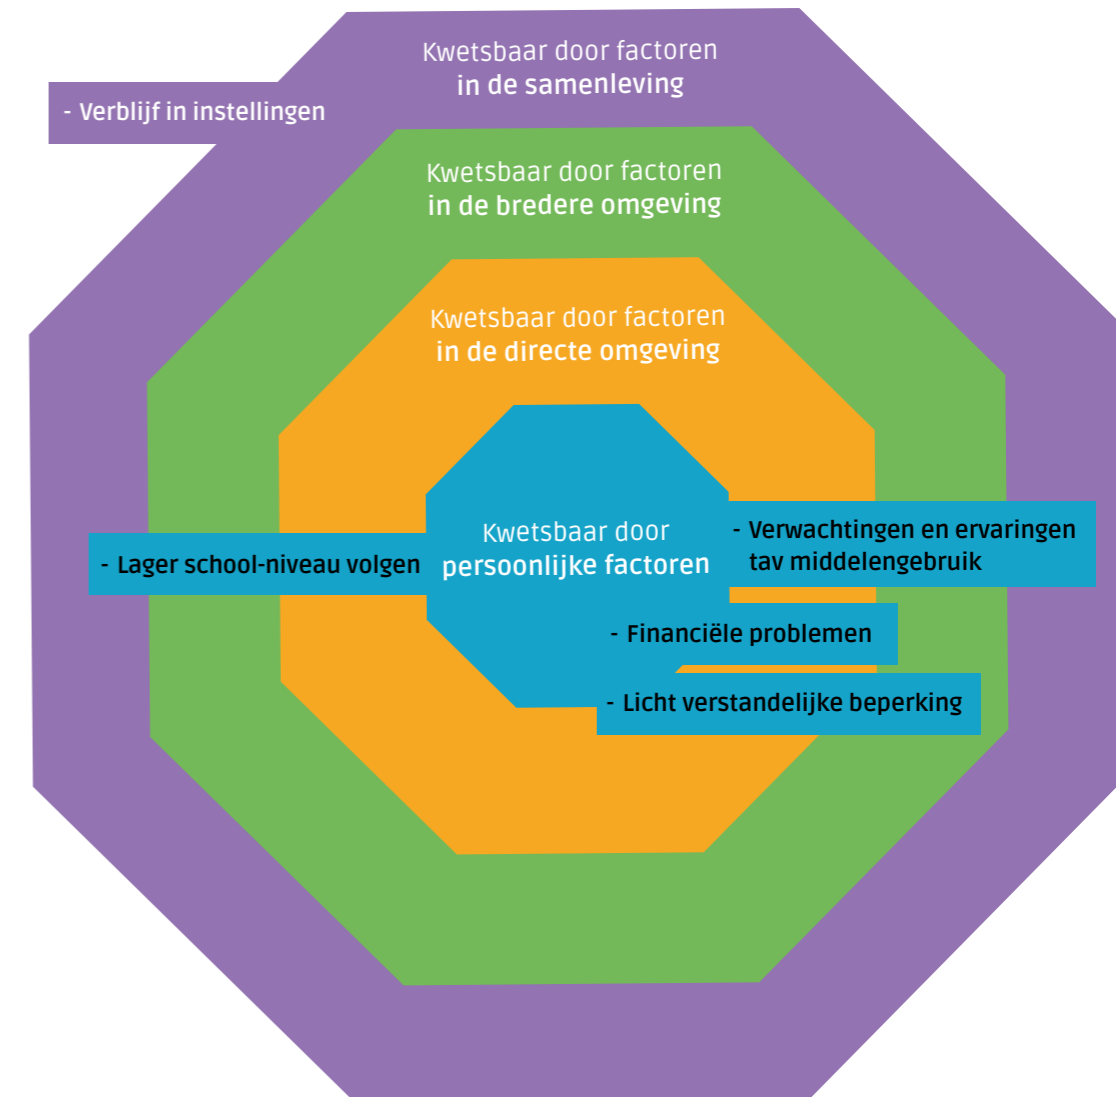 Kwetsbaar door factoren
in de samenleving
- Verblijf in instellingen
Kwetsbaar door factoren
in de bredere omgeving
Kwetsbaar door factoren
in de directe omgeving
Kwetsbaar door
persoonlijke factoren
- Lager school-niveau volgen
- Verwachtingen en ervaringen
tav middelengebruik
- Financiële problemen
- Licht verstandelijke beperking